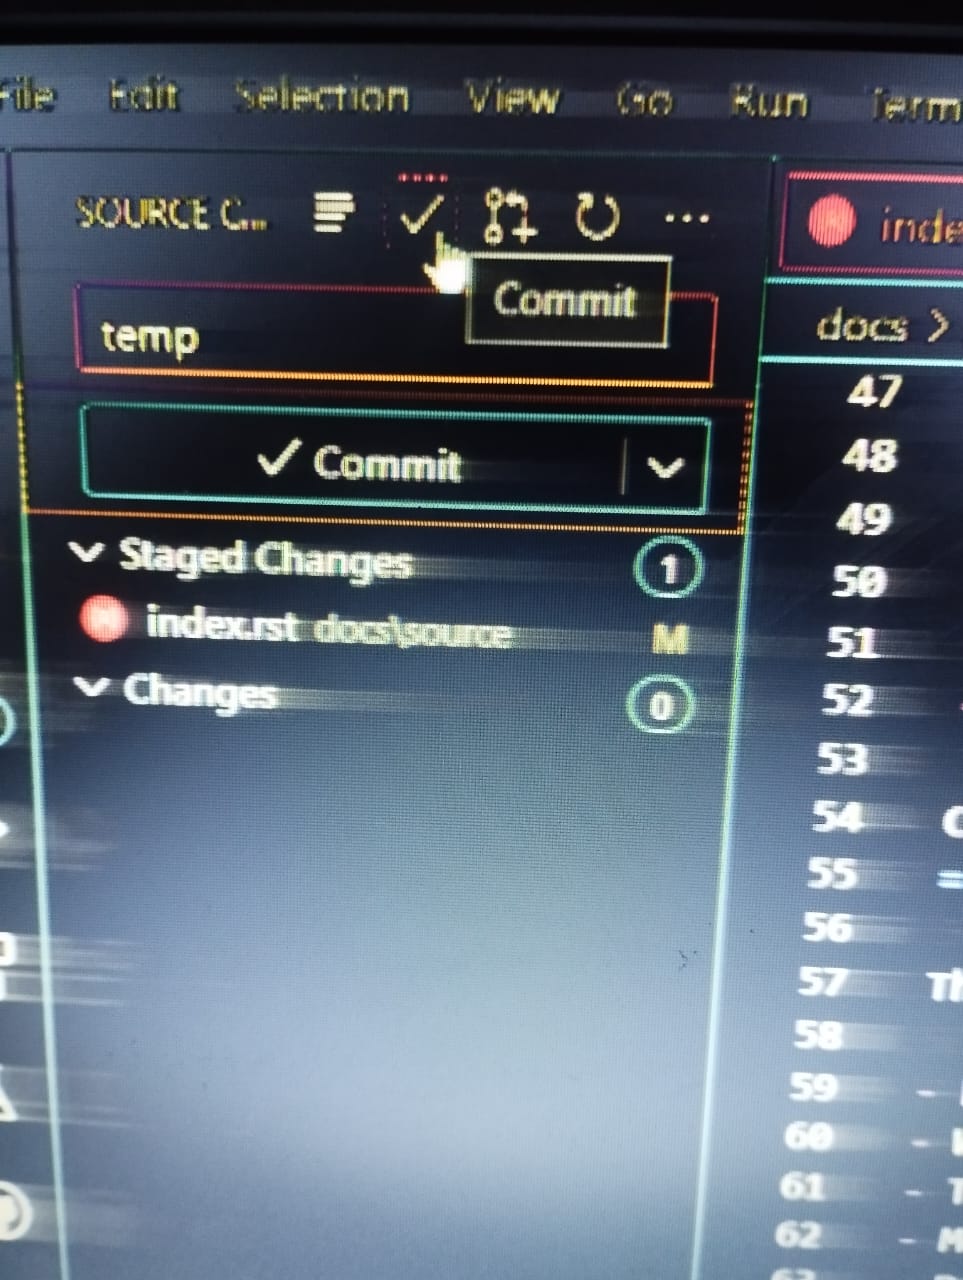 File Edit Selection View Go Run Term
SOURCE C...
inde
Commit
temp
docs >
47
Commit
48
49
Staged Changes 1
50
index.rst docs\source M
51
Changes 0
52
53
54
55 =
56
57 Th
58
59 -
60 -
61 - T
62 - M